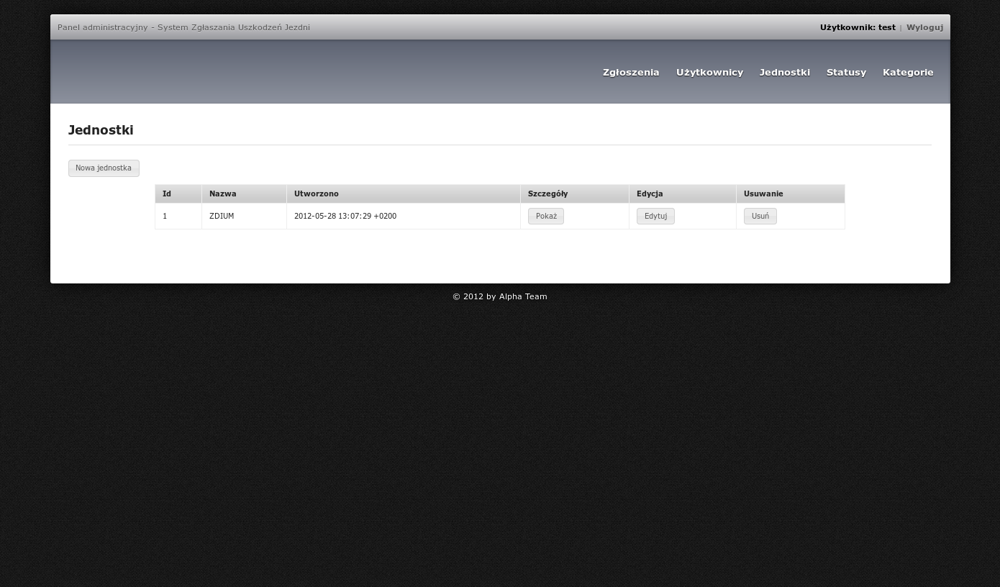 Panel administracyjny - System Zgłaszania Uszkodzeń Jezdni
Użytkownik: test | Wyloguj
Zgłoszenia Użytkownicy Jednostki Statusy Kategorie
Jednostki
Nowa jednostka
Id Nazwa Utworzono Szczegóły Edycja Usuwanie
1 ZDIUM 2012-05-28 13:07:29 +0200 Pokaż Edytuj Usuń
© 2012 by Alpha Team